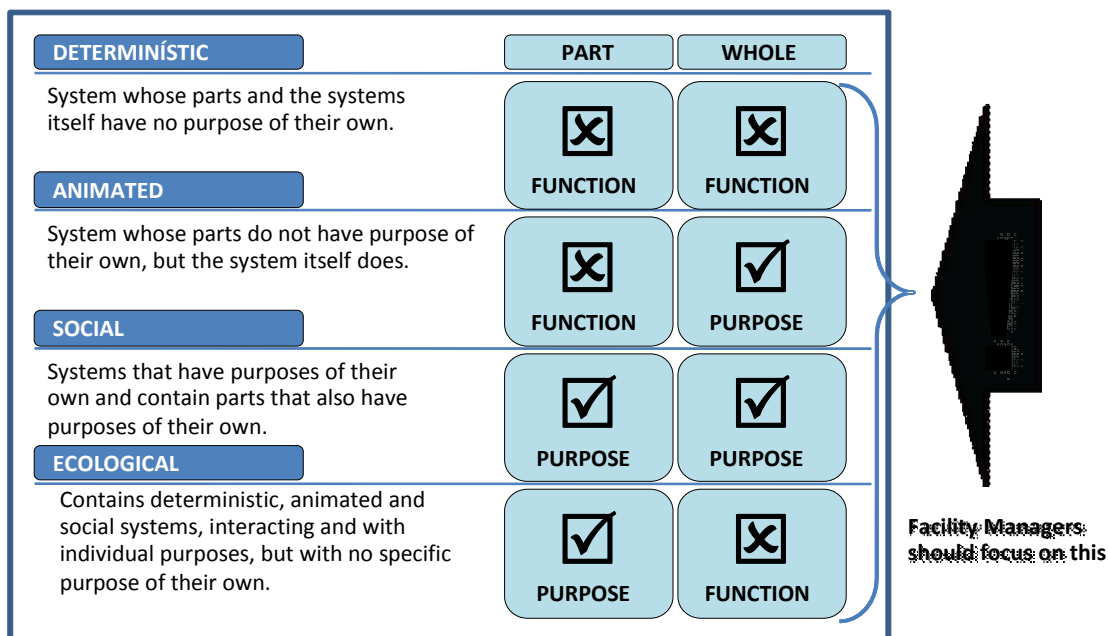 DETERMINÍSTIC
PART
WHOLE
System whose parts and the systems
itself have no purpose of their own.
FUNCTION
FUNCTION
ANIMATED
System whose parts do not have purpose of
their own, but the system itself does.
FUNCTION
PURPOSE
SOCIAL
Systems that have purposes of their
own and contain parts that also have
purposes of their own.
PURPOSE
PURPOSE
ECOLOGICAL
Contains deterministic, animated and
social systems, interacting and with
individual purposes, but with no specific
purpose of their own.
PURPOSE
FUNCTION
Facility Managers
should focus on this